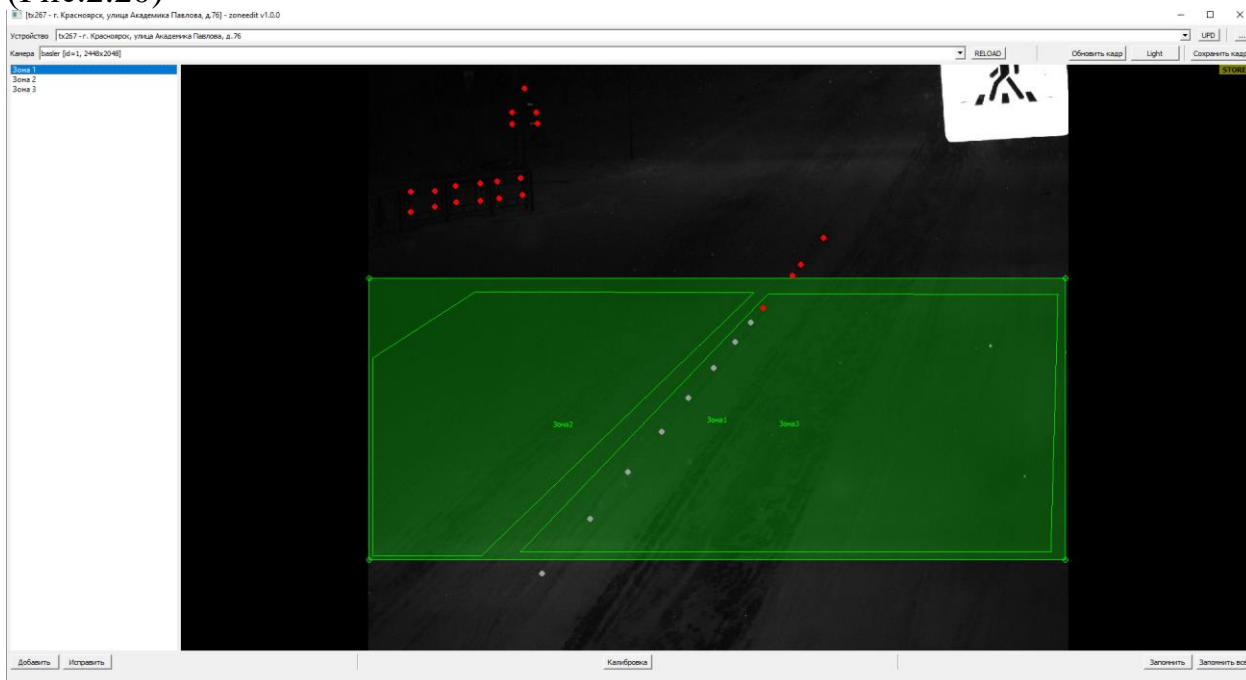 (Рис.2.26)
[tx267 - г. Красноярск, улица Академика Павлова, д.76] - zoneedit v1.0.0
Устройство tx267 - г. Красноярск, улица Академика Павлова, д.76 UPD ...
Камера basler [id=1, 2448x2048] RELOAD Обновить кадр Light Сохранить кадр
Зона 1
Зона 2
Зона 3
STORE
Зона2 Зона1 Зона3
Добавить Исправить Калибровка Запомнить Запомнить все